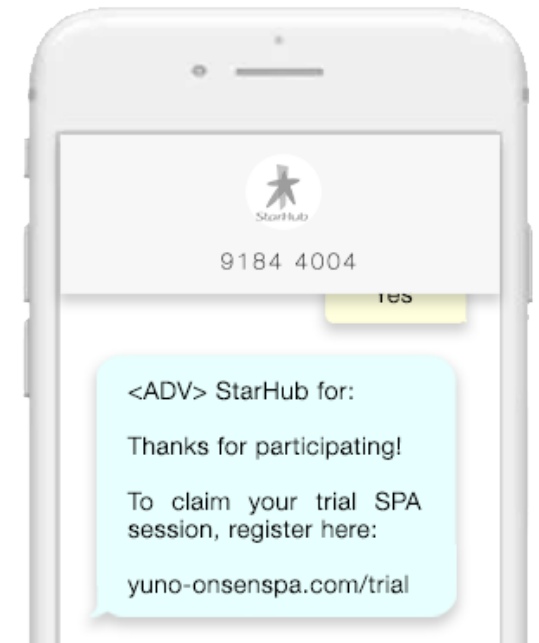 StarHub
9184 4004
Yes
<ADV> StarHub for:
Thanks for participating!
To claim your trial SPA
session, register here:
yuno-onsenspa.com/trial